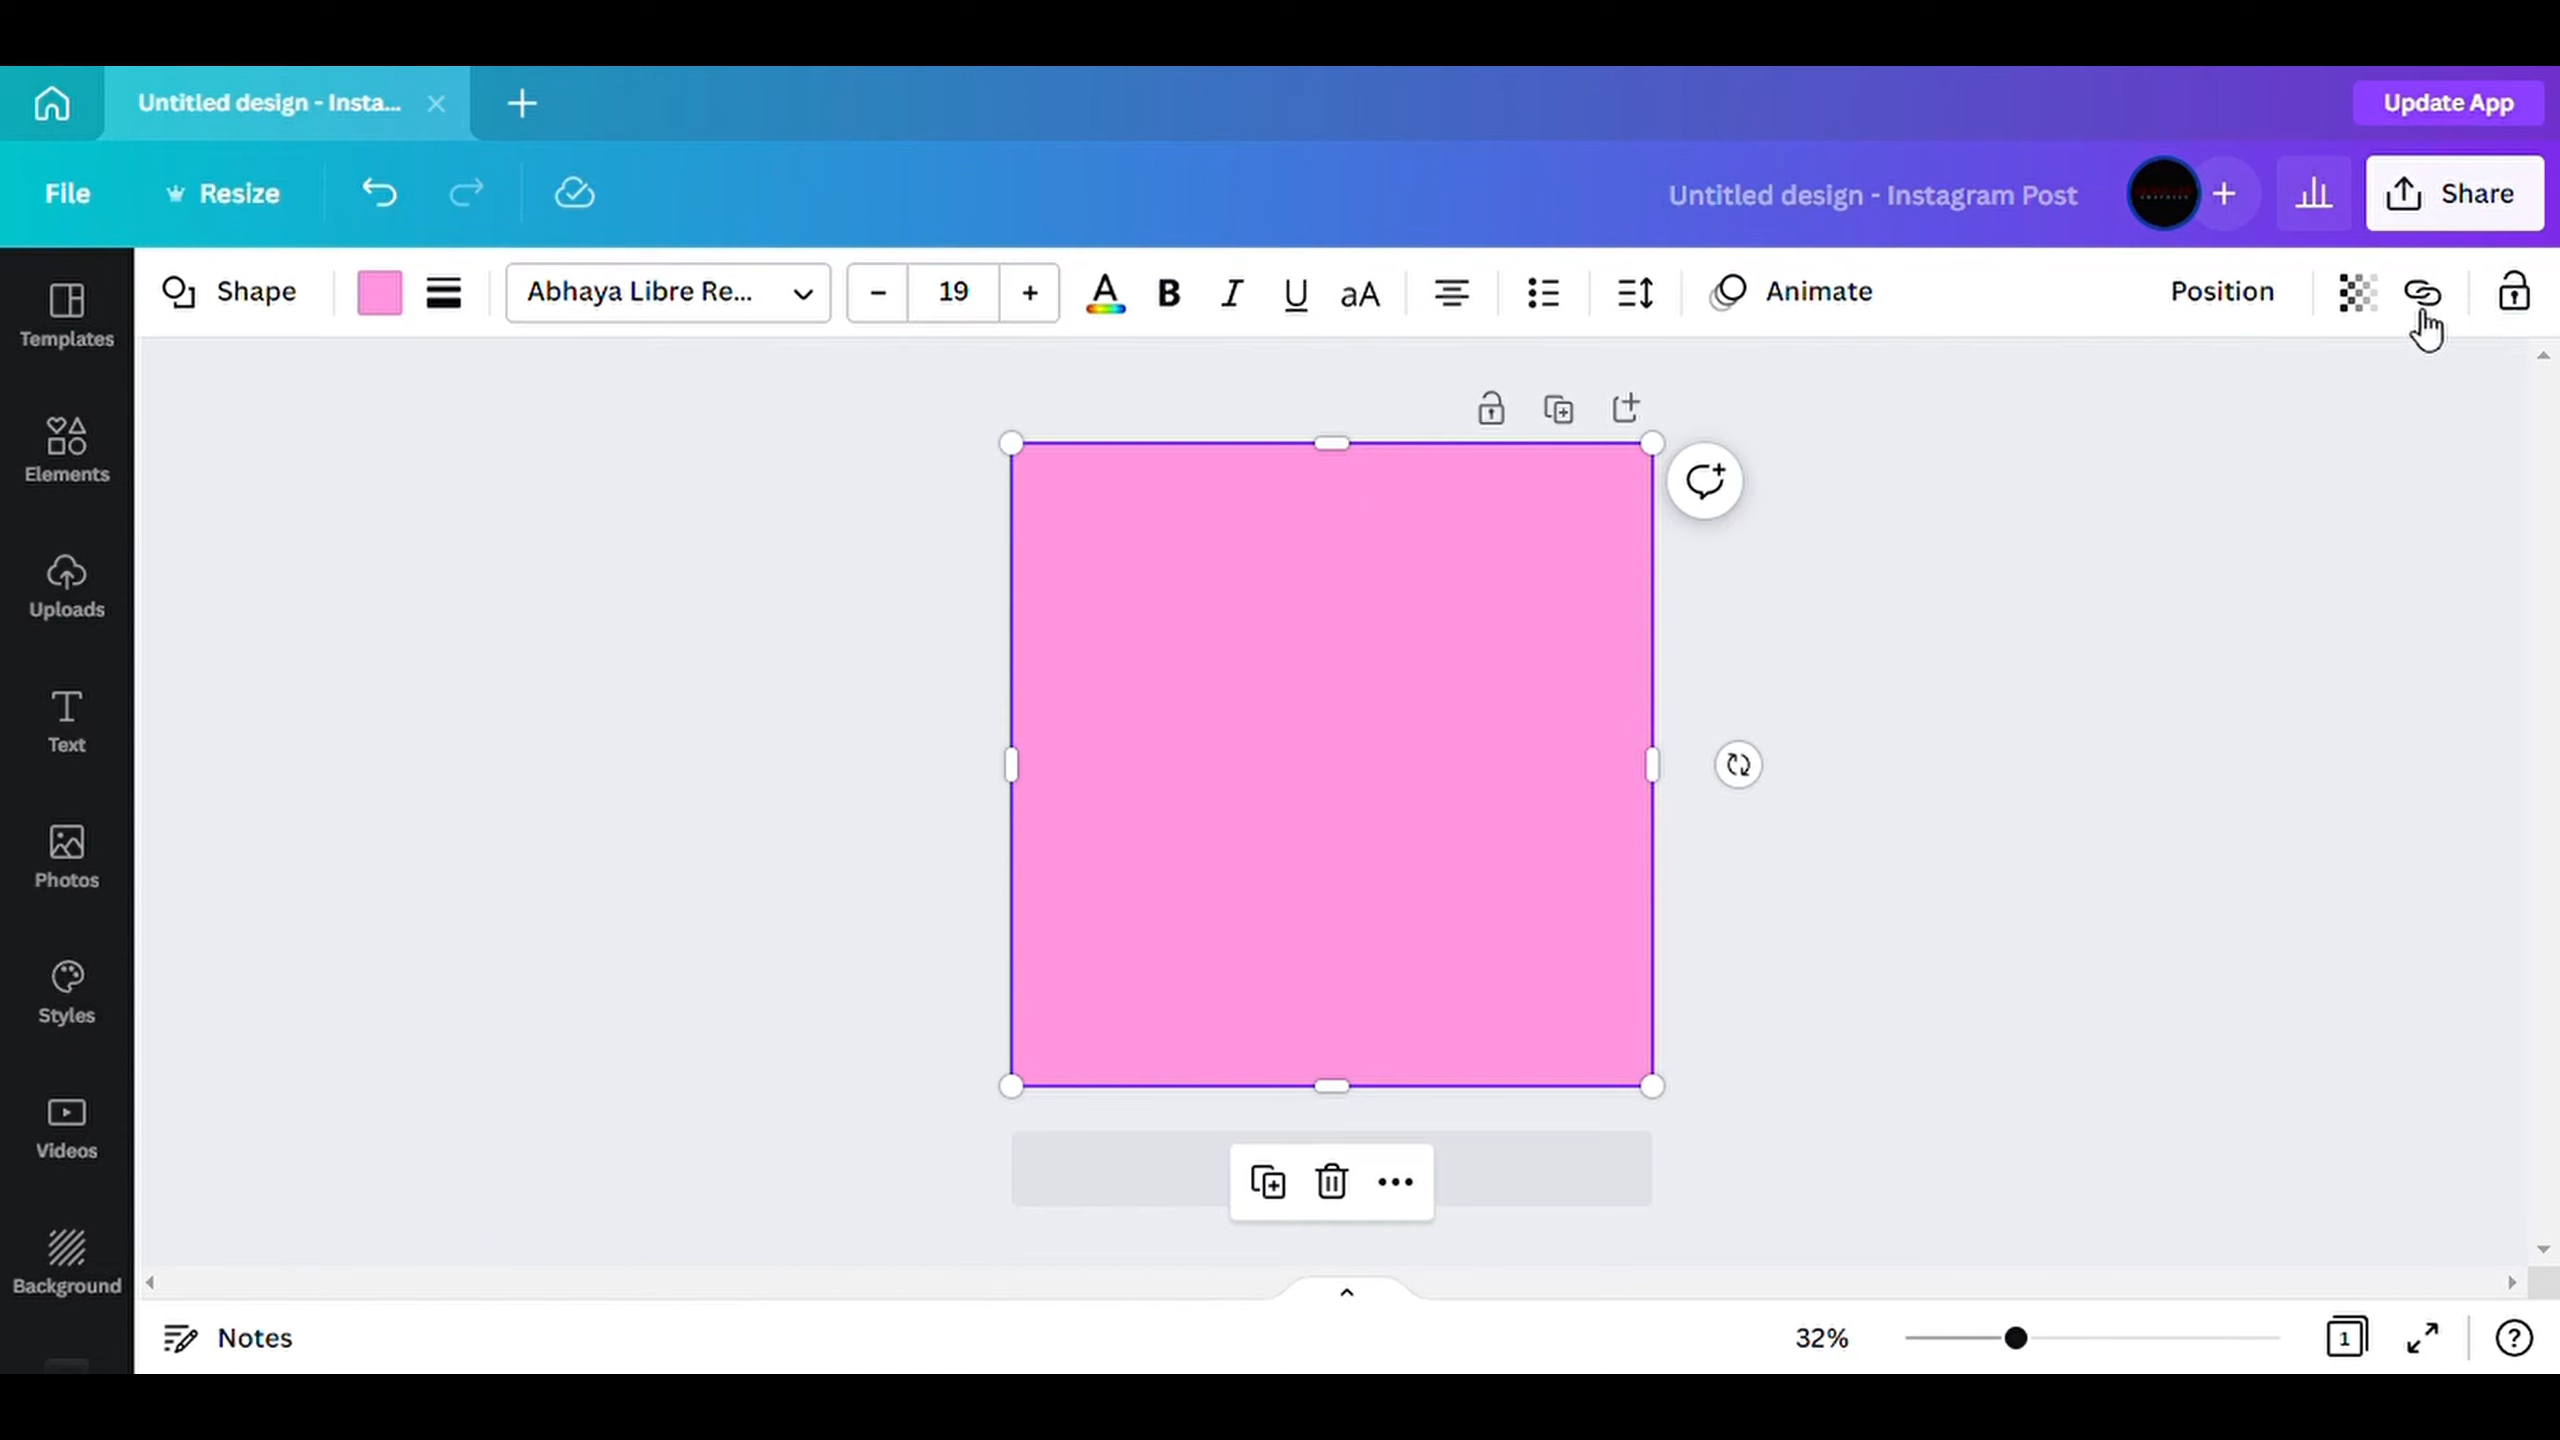 Untitled design - Insta...
Update App
File
Resize
Untitled design - Instagram Post
Share
Shape
Abhaya Libre Re...
19
A
B
I
U
aA
Animate
Position
Templates
Elements
Uploads
Text
Photos
Styles
Videos
Background
Notes
32%
1